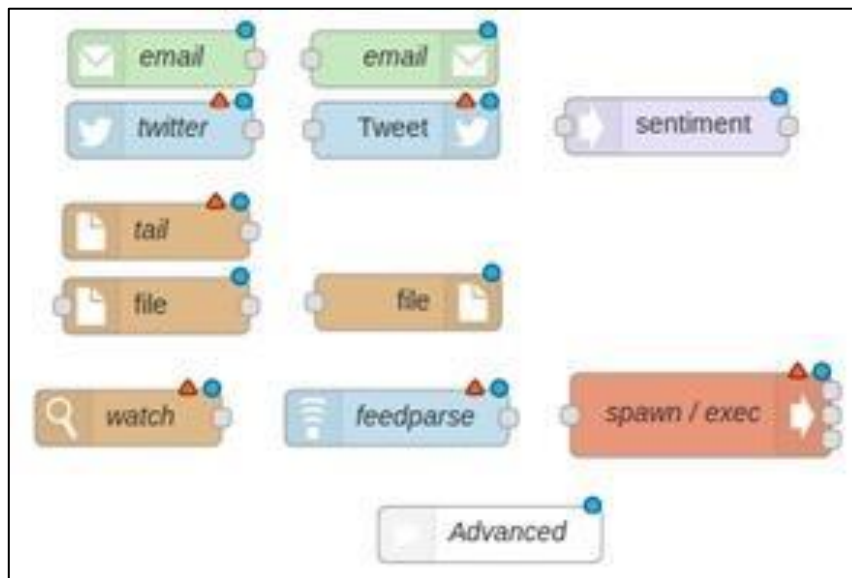 email email
twitter Tweet sentiment
tail
file file
watch feedparse spawn / exec
Advanced